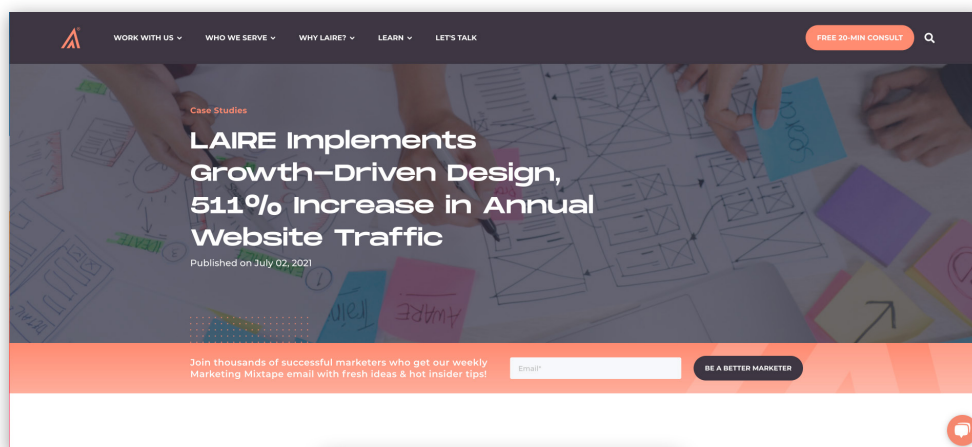 WORK WITH US
WHO WE SERVE
WHY LAIRE?
LEARN
LET'S TALK
FREE 20-MIN CONSULT
Case Studies
LAIRE Implements
Growth-Driven Design,
511% Increase in Annual
Website Traffic
Published on July 02, 2021
Join thousands of successful marketers who get our weekly
Marketing Mixtape email with fresh ideas & hot insider tips!
Email*
BE A BETTER MARKETER